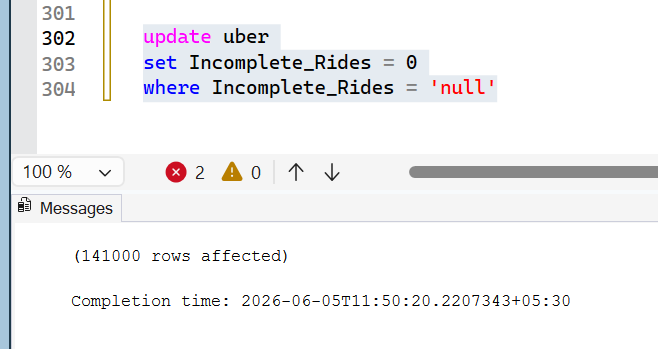 301
302 update uber
303 set Incomplete_Rides = 0
304 where Incomplete_Rides = 'null'
100 % 2 0
Messages
(141000 rows affected)
Completion time: 2026-06-05T11:50:20.2207343+05:30